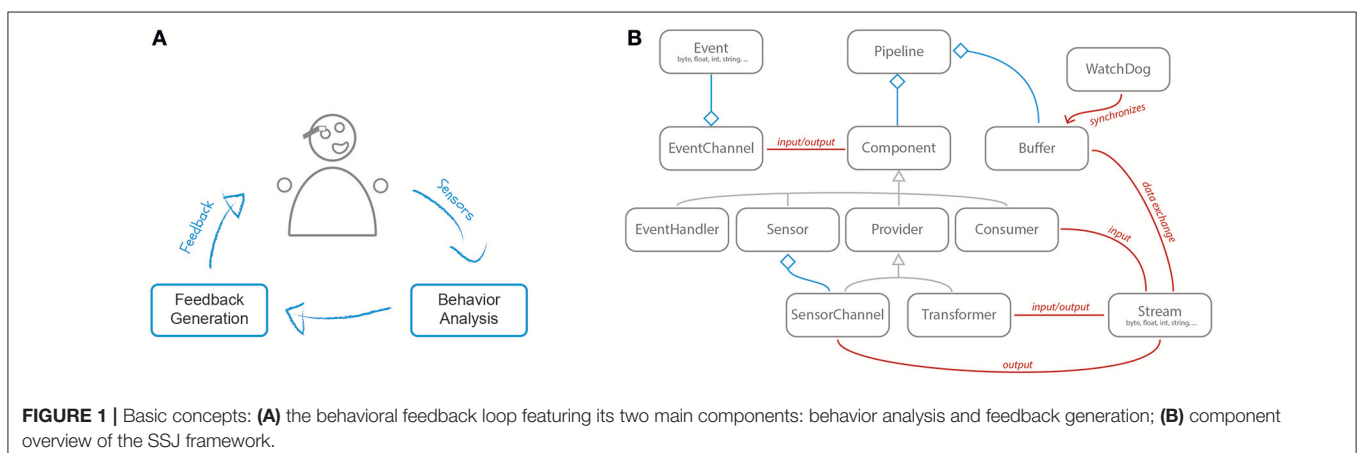 A
Feedback
Sensors
Feedback
Generation
Behavior
Analysis
B
Event
byte, float, int, string, ...
Pipeline
WatchDog
synchronizes
EventChannel
input/output
Component
Buffer
data exchange
EventHandler
Sensor
Provider
Consumer
input
SensorChannel
Transformer
input/output
Stream
byte, float, int, string, ...
output
FIGURE 1 | Basic concepts: (A) the behavioral feedback loop featuring its two main components: behavior analysis and feedback generation; (B) component
overview of the SSJ framework.